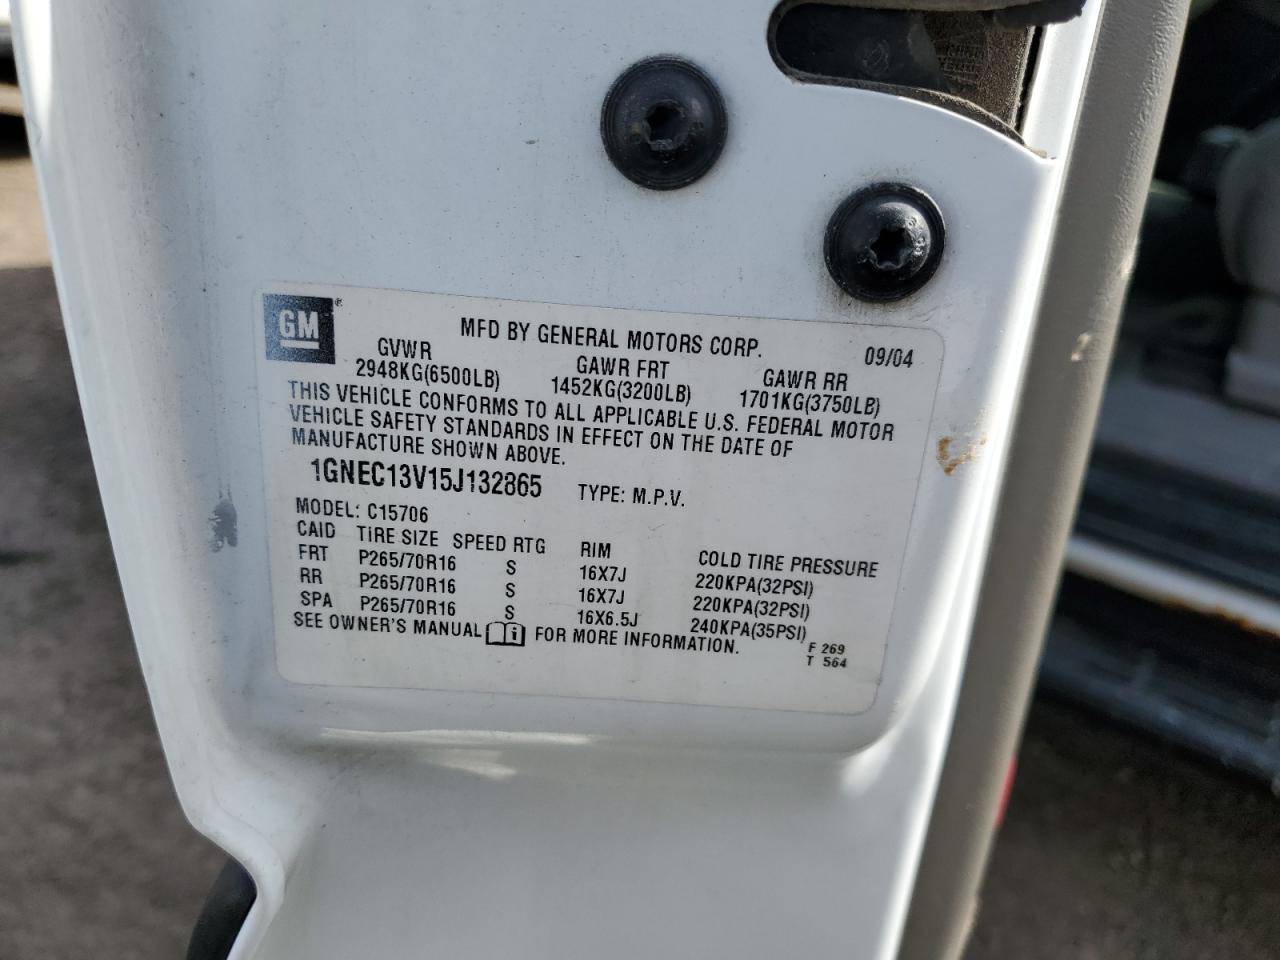 GM ®
MFD BY GENERAL MOTORS CORP. 09/04
GVWR GAWR FRT GAWR RR
2948KG(6500LB) 1452KG(3200LB) 1701KG(3750LB)
THIS VEHICLE CONFORMS TO ALL APPLICABLE U.S. FEDERAL MOTOR
VEHICLE SAFETY STANDARDS IN EFFECT ON THE DATE OF
MANUFACTURE SHOWN ABOVE.
1GNEC13V15J132865 TYPE: M.P.V.
MODEL: C15706
CAID TIRE SIZE SPEED RTG RIM COLD TIRE PRESSURE
FRT P265/70R16 S 16X7J 220KPA(32PSI)
RR P265/70R16 S 16X7J 220KPA(32PSI)
SPA P265/70R16 S 16X6.5J 240KPA(35PSI)
SEE OWNER'S MANUAL i FOR MORE INFORMATION.
F 269
T 564